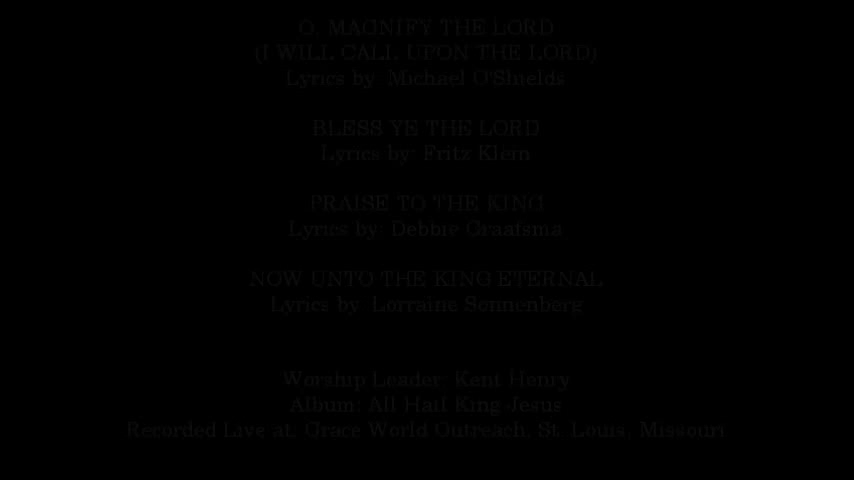 O, MAGNIFY THE LORD
(I WILL CALL UPON THE LORD)
Lyrics by: Michael O'Shields
BLESS YE THE LORD
Lyrics by: Fritz Klem
PRAISE TO THE KING
Lyrics by: Debbie Graafsma
NOW UNTO THE KING ETERNAL
Lyrics by: Lorraine Sonnenberg
Worship Leader: Kent Henry
Album: All Hail King Jesus
Recorded Live at: Grace World Outreach, St. Louis, Missouri